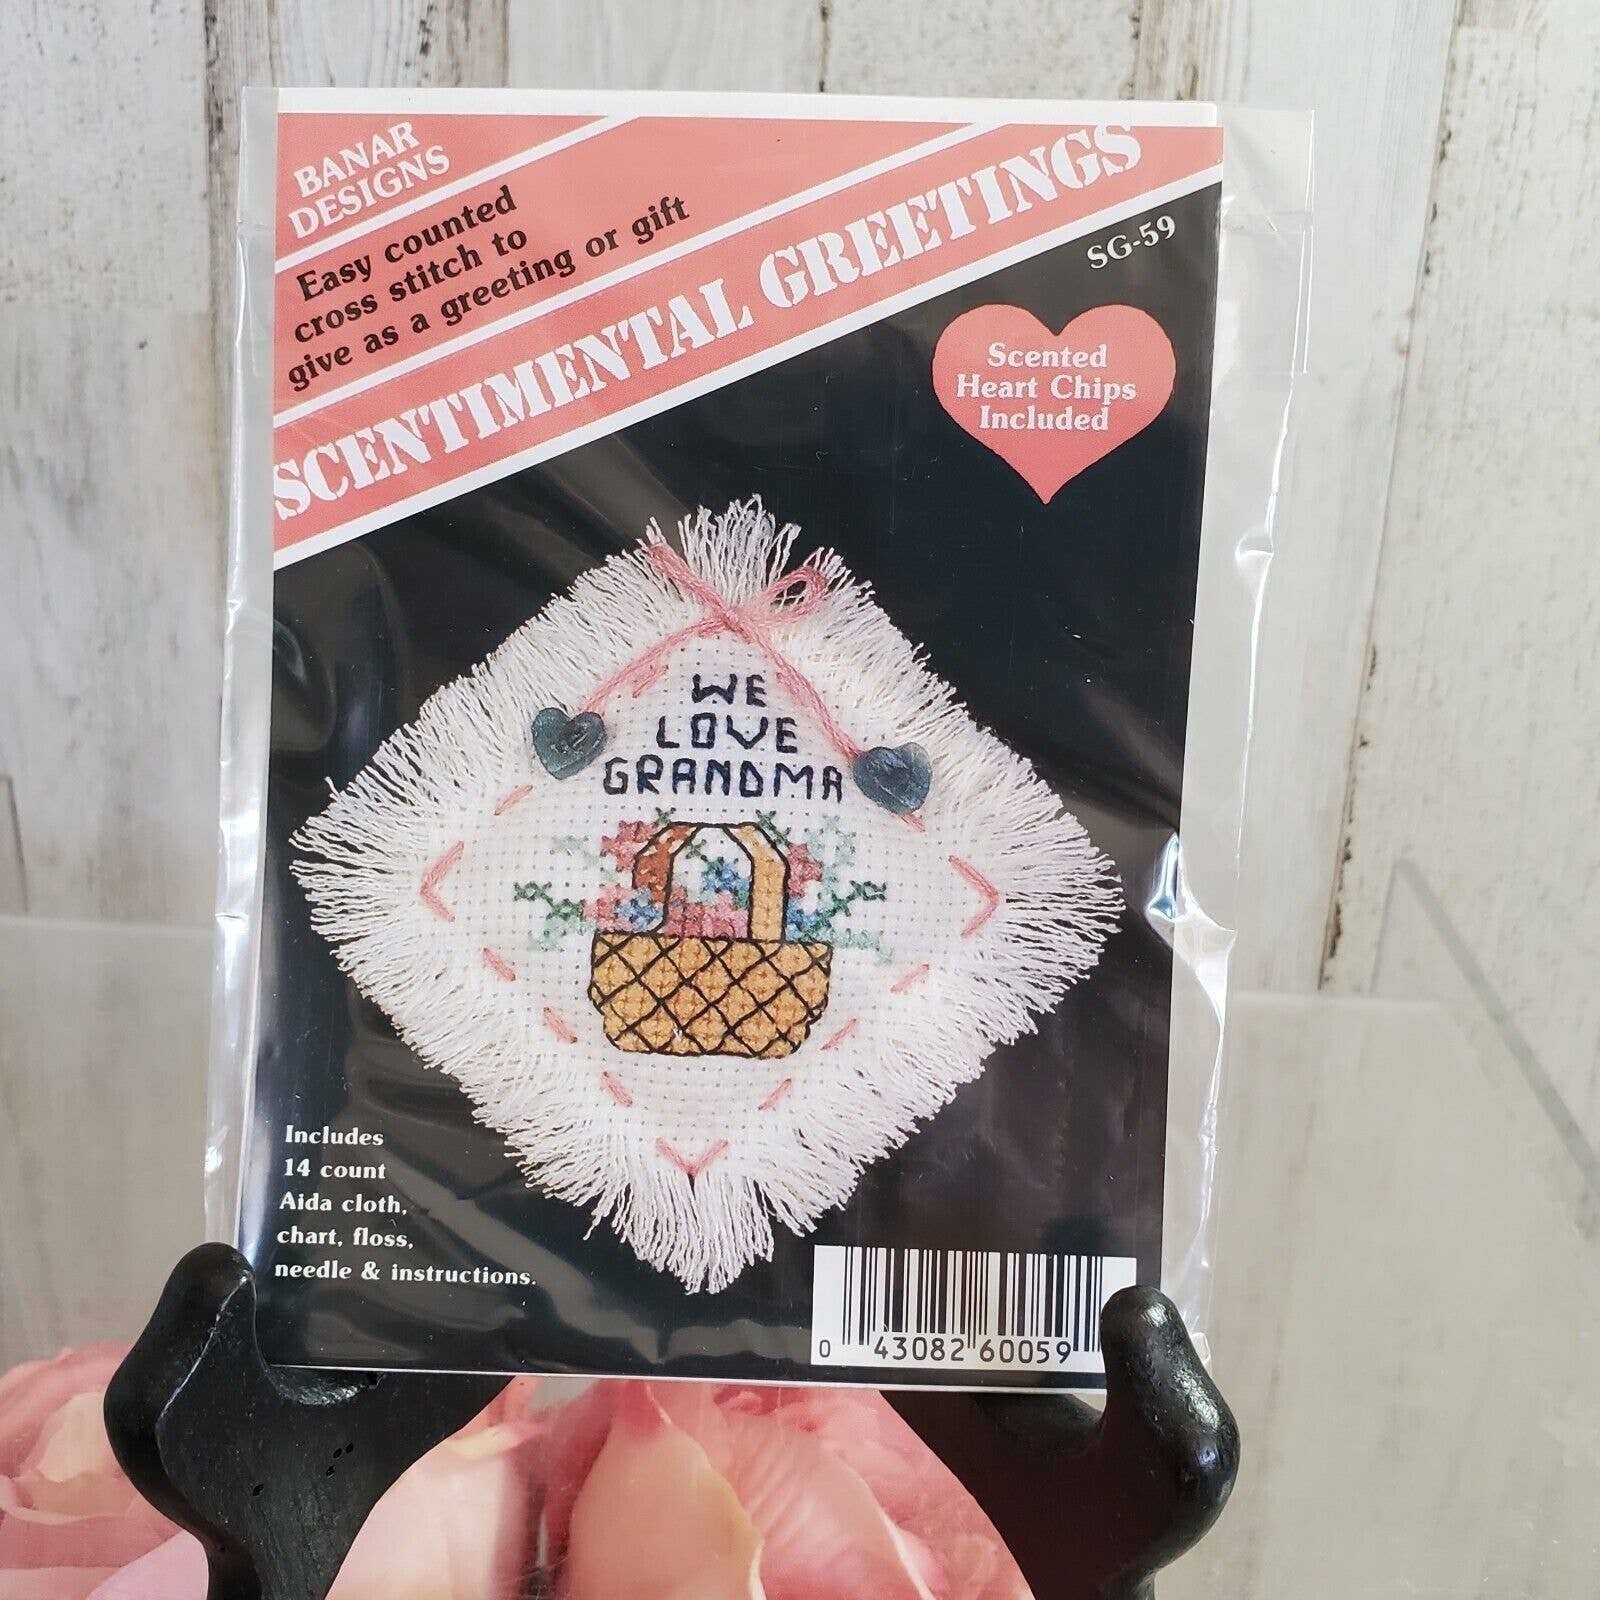 BANAR
DESIGNS
Easy counted
cross stitch to
give as a greeting or gift
SCENTIMENTAL GREETINGS
SG-59
Scented
Heart Chips
Included
WE
LOVE
GRANDMA
Includes
14 count
Aida cloth,
chart, floss,
needle & instructions.
0 43082 60059